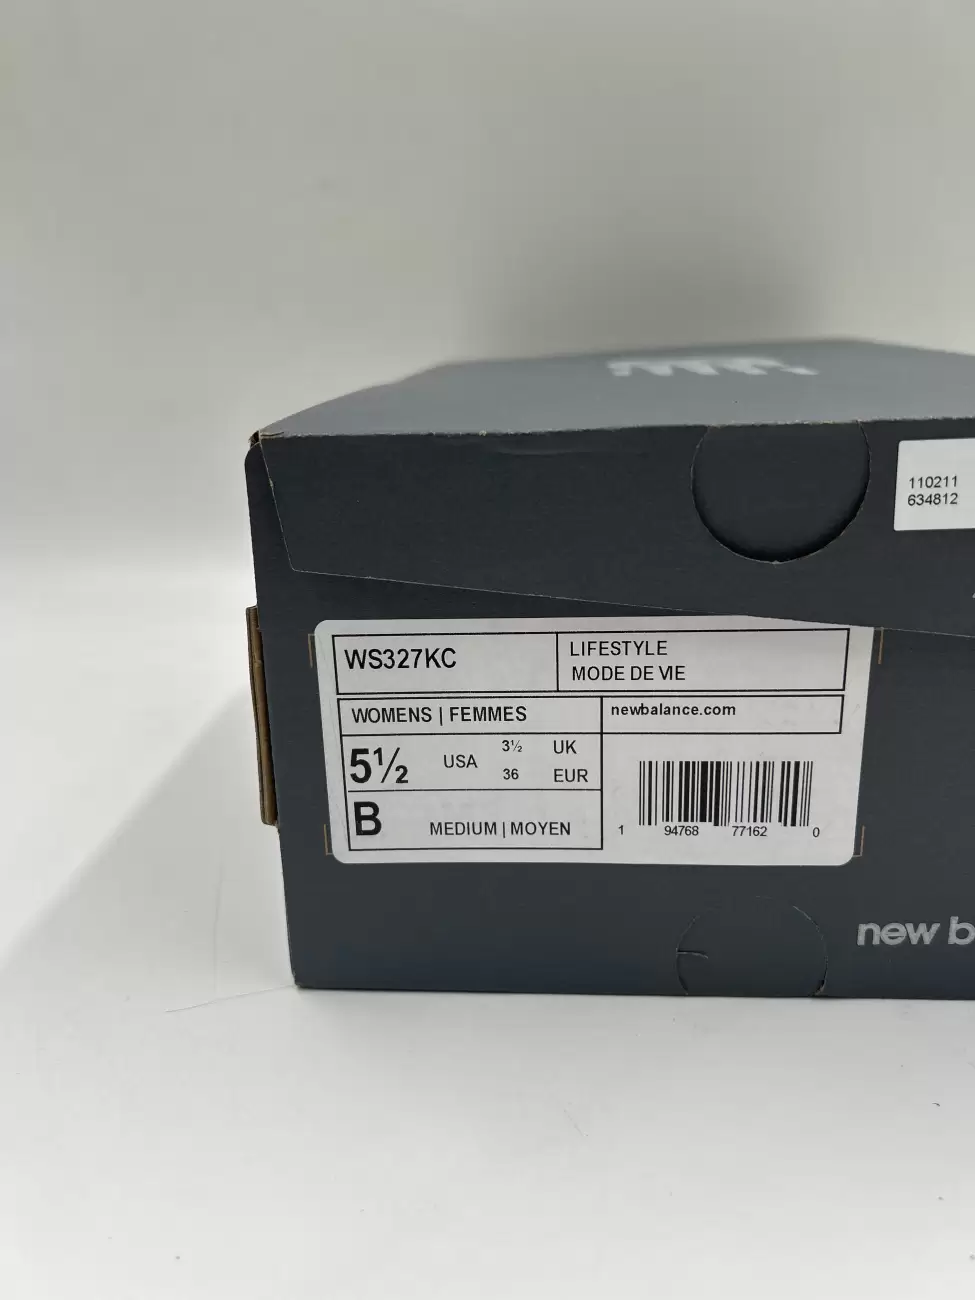 110211
634812
WS327KC
LIFESTYLE
MODE DE VIE
WOMENS | FEMMES
newbalance.com
5½ USA 3½ UK
36 EUR
B MEDIUM | MOYEN
1 94768 77162 0
new b